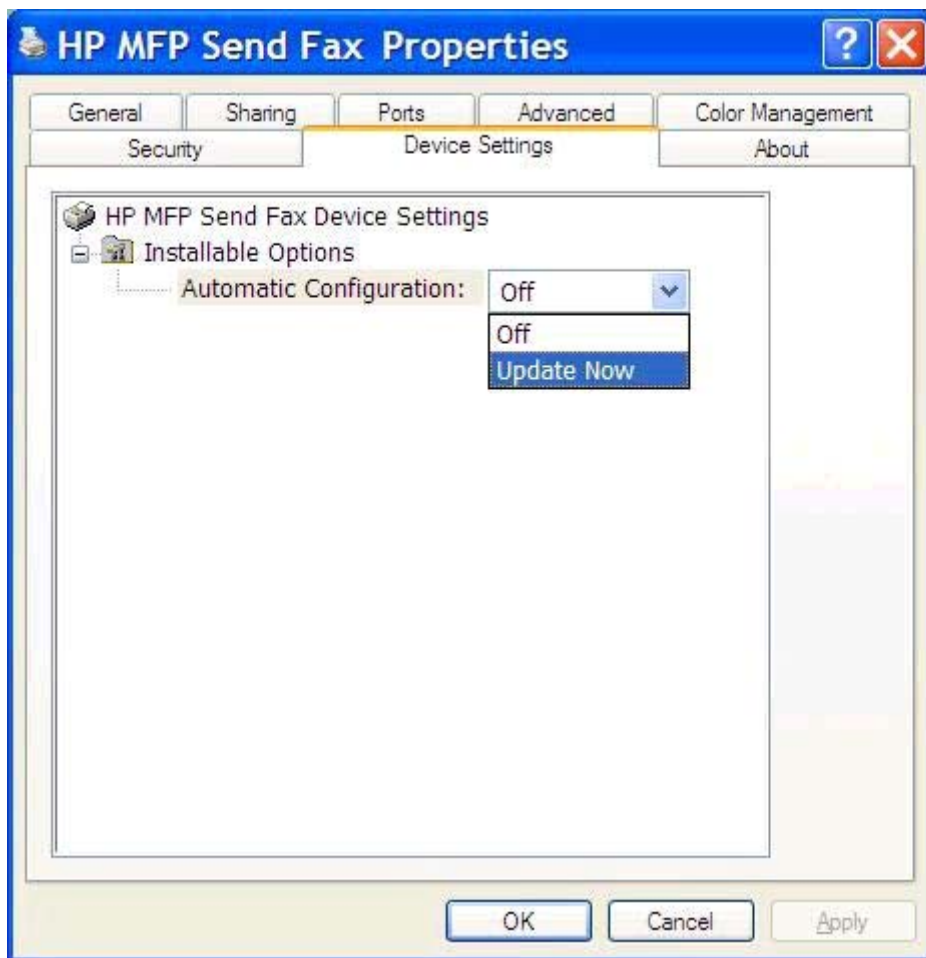 HP MFP Send Fax Properties
?
General Sharing Ports Advanced Color Management
Security Device Settings About
HP MFP Send Fax Device Settings
Installable Options
Automatic Configuration: Off
Off
Update Now
OK Cancel Apply